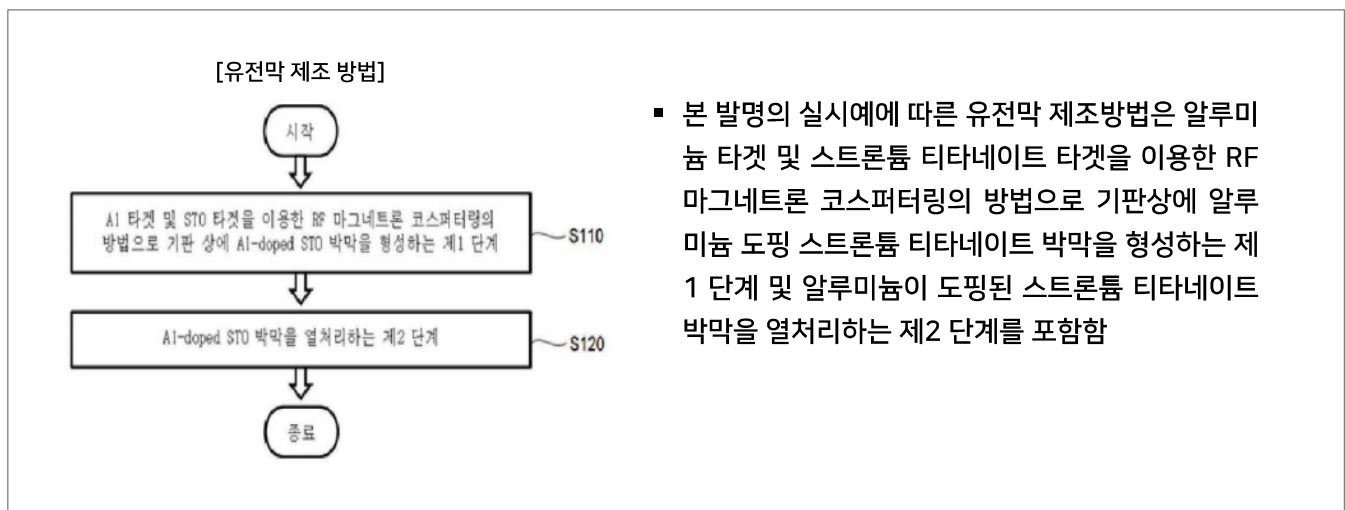 [유전막 제조 방법]
시작
Al 타겟 및 STO 타겟을 이용한 RF 마그네트론 코스퍼터링의
방법으로 기판 상에 Al-doped STO 박막을 형성하는 제1 단계
S110
Al-doped STO 박막을 열처리하는 제2 단계
S120
종료
▪ 본 발명의 실시예에 따른 유전막 제조방법은 알루미
늄 타겟 및 스트론튬 티타네이트 타겟을 이용한 RF
마그네트론 코스퍼터링의 방법으로 기판상에 알루
미늄 도핑 스트론튬 티타네이트 박막을 형성하는 제
1 단계 및 알루미늄이 도핑된 스트론튬 티타네이트
박막을 열처리하는 제2 단계를 포함함